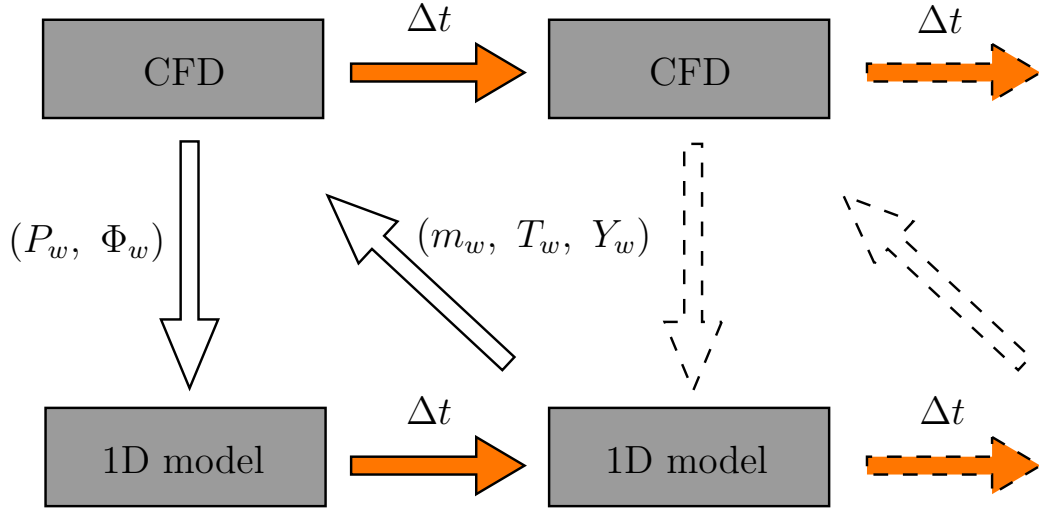 Δt Δt
CFD CFD
(P_w, Φ_w) (m_w, T_w, Y_w)
Δt Δt
1D model 1D model